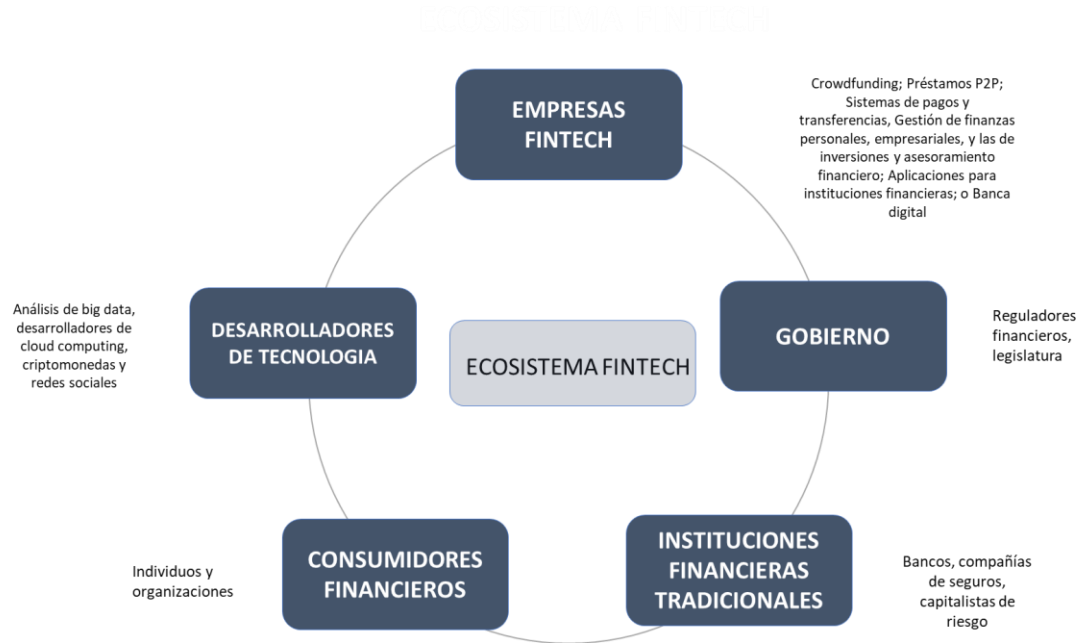 EMPRESAS
FINTECH
Crowdfunding; Préstamos P2P;
Sistemas de pagos y
transferencias, Gestión de finanzas
personales, empresariales, y las de
inversiones y asesoramiento
financiero; Aplicaciones para
instituciones financieras; o Banca
digital
Análisis de big data,
desarrolladores de
cloud computing,
criptomonedas y
redes sociales
DESARROLLADORES
DE TECNOLOGIA
ECOSISTEMA FINTECH
GOBIERNO
Reguladores
financieros,
legislatura
Individuos y
organizaciones
CONSUMIDORES
FINANCIEROS
INSTITUCIONES
FINANCIERAS
TRADICIONALES
Bancos, compañías
de seguros,
capitalistas de
riesgo